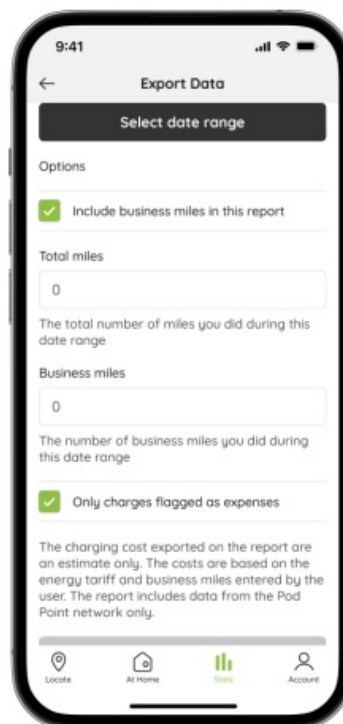 9:41
Export Data
Select date range
Options
Include business miles in this report
Total miles
0
The total number of miles you did during this
date range
Business miles
0
The number of business miles you did during
this date range
Only charges flagged as expenses
The charging cost exported on the report are
an estimate only. The costs are based on the
energy tariff and business miles entered by the
user. The report includes data from the Pod
Point network only.
Locate
At Home
Stats
Account